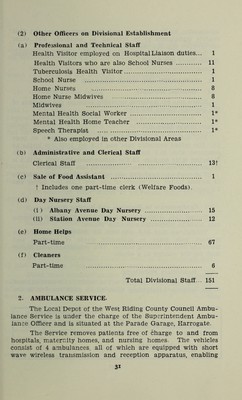 (2) Other Officers on Divisional Establishment
(a) Professional and Technical Staff
Health Visitor employed on Hospital Liaison duties... 1
Health Visitors who are also School Nurses ............ 11
Tuberculosis Health Visitor ............ 1
School Nurse ............ 1
Home Nurses ............ 8
Home Nurse Midwives ............ 6
Midwives ............ 1
Mental Health Social Worker ............ 1*
Mental Health Home Teacher ............ 1*
Speech Therapist ............ 1*
* Also employed in other Divisional Areas
(b) Administrative and Clerical Staff
Clerical Staff ............ 13†
(c) Sale of Food Assistant ............ 1
† Includes one part-time clerk (Welfare Foods).
(d) Day Nursery Staff
(i) Albany Avenue Day Nursery ............ 15
(ii) Station Avenue Day Nursery ............ 12
(e) Home Helps
Part-time ............ 67
(f) Cleaners
Part-time ............ 6
Total Divisional Staff 151
2. AMBULANCE SERVICE.
The Local Depot of the West Riding County Council Ambu-
lance Service is under the charge of the Superintendent Ambu-
lance Officer and is situated at the Parade Garage, Harrogate.
The Service removes patients free of charge to and from
hospitals, maternity homes, and nursing homes. The vehicles
consist of 4 ambulances all of which are equipped with short
wave wireless transmission and reception apparatus, enabling
31